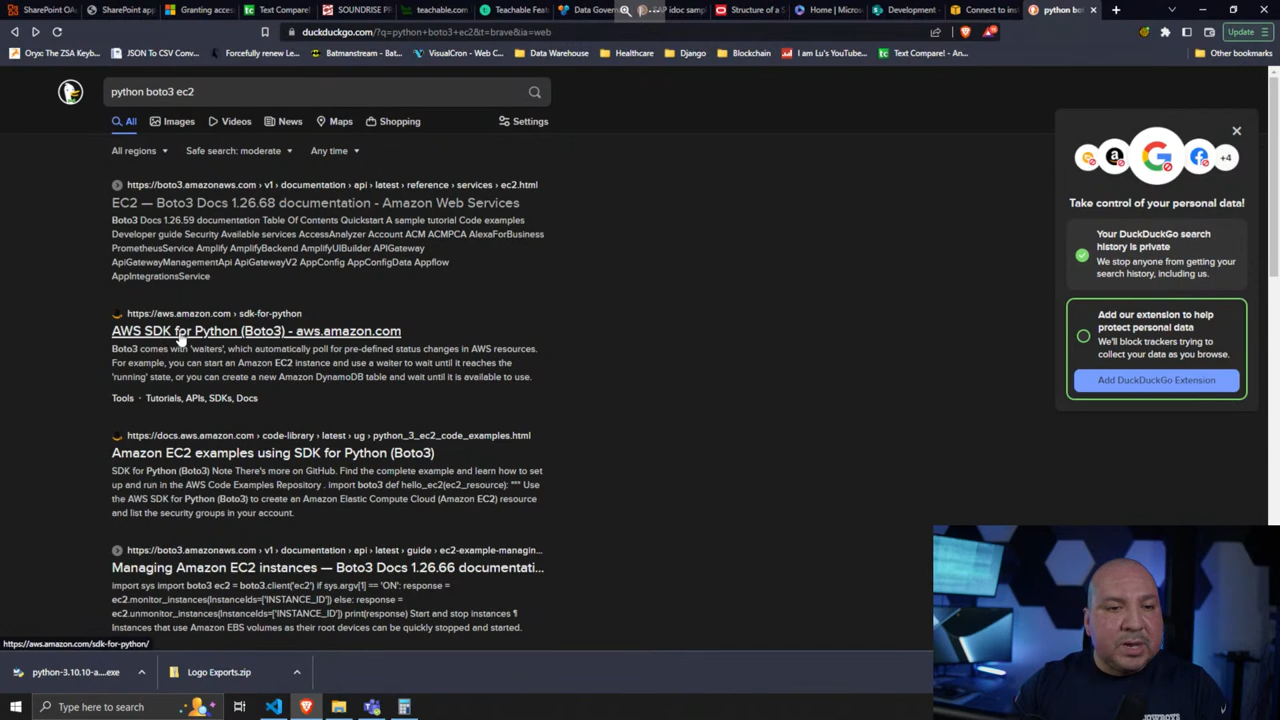 SharePoint OA
SharePoint app
Granting acces
Text Compare!
SOUNDRISE PR
teachable.com
Teachable Feat
Data Govern
AP idoc samp
Structure of a S
Home | Micros
Development -
Connect to ins
python bot
duckduckgo.com/?q=python+boto3+ec2&t=brave&ia=web
Update
Oryx: The ZSA Keyb...
JSON To CSV Conv...
Forcefully renew Le...
Batmanstream - Bat...
VisualCron - Web C...
Data Warehouse
Healthcare
Django
Blockchain
I am Lu's YouTube...
Text Compare! - An...
Other bookmarks
python boto3 ec2
All
Images
Videos
News
Maps
Shopping
Settings
All regions
Safe search: moderate
Any time
https://boto3.amazonaws.com › v1 › documentation › api › latest › reference › services › ec2.html
EC2 — Boto3 Docs 1.26.68 documentation - Amazon Web Services
Boto3 Docs 1.26.59 documentation Table Of Contents Quickstart A sample tutorial Code examples
Developer guide Security Available services AccessAnalyzer Account ACM ACMPCA AlexaForBusiness
PrometheusService Amplify AmplifyBackend AmplifyUIBuilder APIGateway
ApiGatewayManagementApi ApiGatewayV2 AppConfig AppConfigData Appflow
AppIntegrationsService
https://aws.amazon.com › sdk-for-python
AWS SDK for Python (Boto3) - aws.amazon.com
Boto3 comes with 'waiters', which automatically poll for pre-defined status changes in AWS resources.
For example, you can start an Amazon EC2 instance and use a waiter to wait until it reaches the
'running' state, or you can create a new Amazon DynamoDB table and wait until it is available to use.
Tools · Tutorials, APIs, SDKs, Docs
https://docs.aws.amazon.com › code-library › latest › ug › python_3_ec2_code_examples.html
Amazon EC2 examples using SDK for Python (Boto3)
SDK for Python (Boto3) Note There's more on GitHub. Find the complete example and learn how to set
up and run in the AWS Code Examples Repository . import boto3 def hello_ec2(ec2_resource): """ Use
the AWS SDK for Python (Boto3) to create an Amazon Elastic Compute Cloud (Amazon EC2) resource
and list the security groups in your account.
https://boto3.amazonaws.com › v1 › documentation › api › latest › guide › ec2-example-managin...
Managing Amazon EC2 instances — Boto3 Docs 1.26.66 documentati...
import sys import boto3 ec2 = boto3.client('ec2') if sys.argv[1] == 'ON': response =
ec2.monitor_instances(InstanceIds=['INSTANCE_ID']) else: response =
ec2.unmonitor_instances(InstanceIds=['INSTANCE_ID']) print(response) Start and stop instances ¶
Instances that use Amazon EBS volumes as their root devices can be quickly stopped and started.
+4
Take control of your personal data!
Your DuckDuckGo search
history is private
We stop anyone from getting your
search history, including us.
Add our extension to help
protect personal data
We'll block trackers trying to
collect your data as you browse.
Add DuckDuckGo Extension
https://aws.amazon.com/sdk-for-python/
python-3.10.10-a....exe
Logo Exports.zip
Type here to search